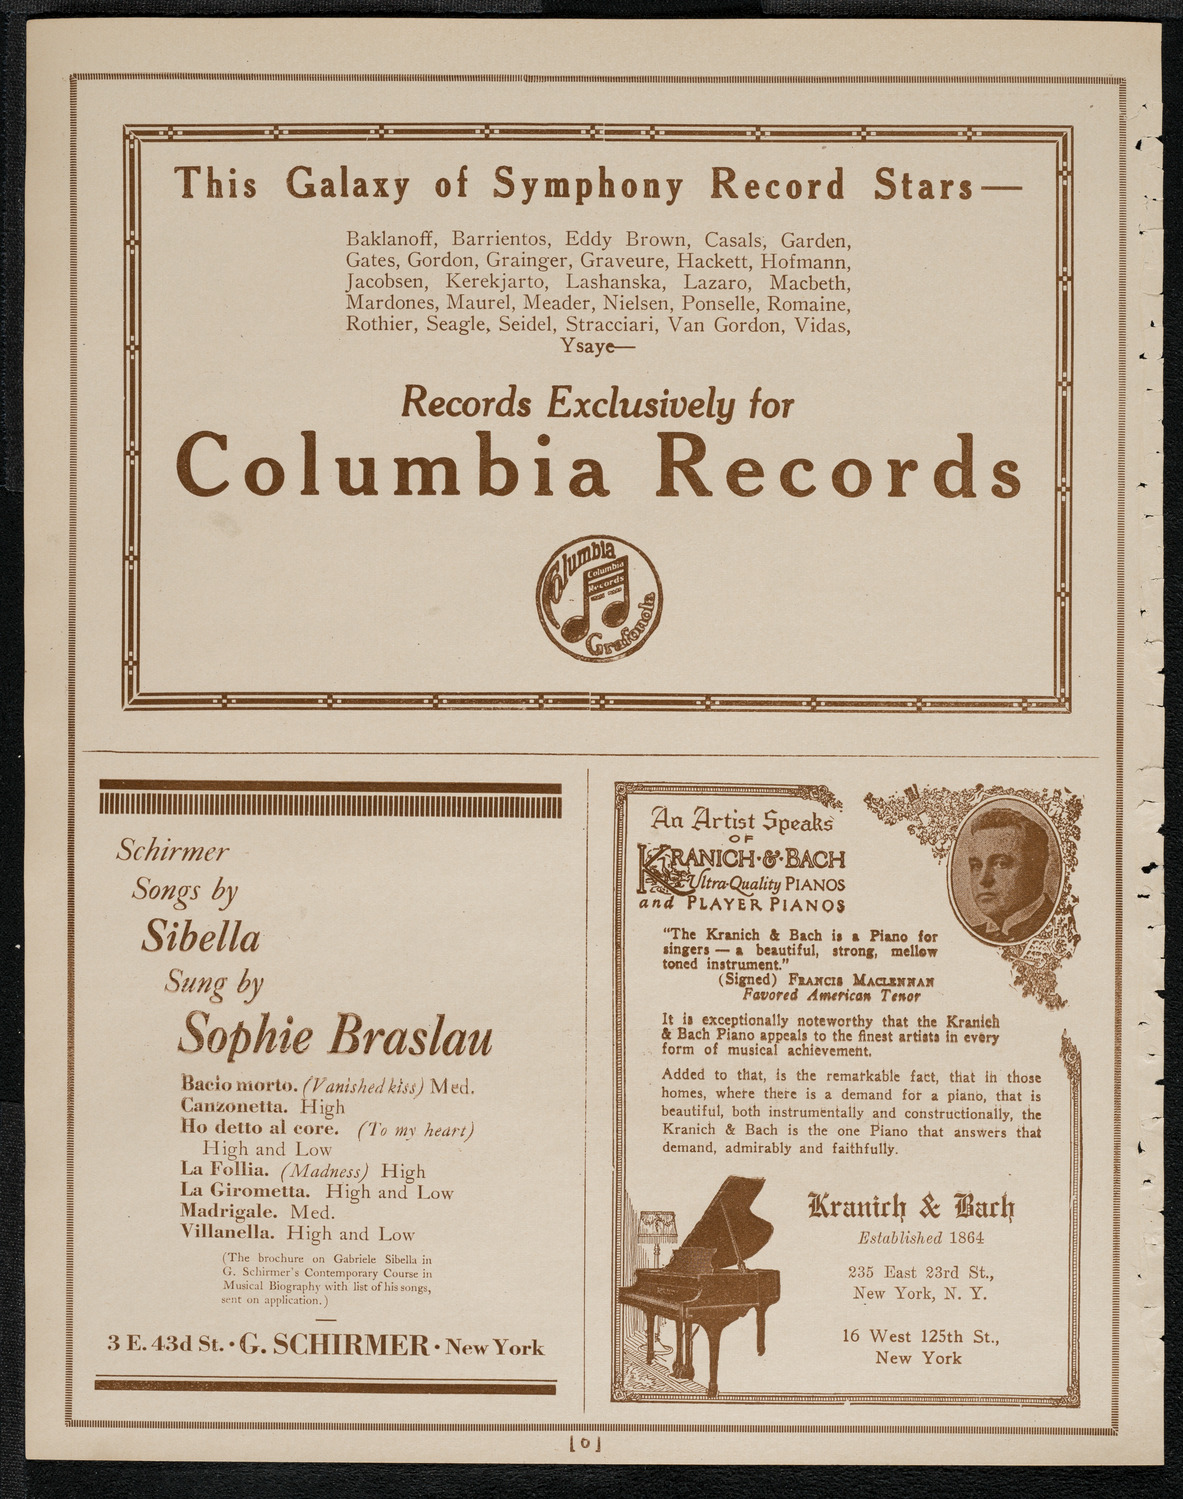 This Galaxy of Symphony Record Stars—
Baklanoff, Barrientos, Eddy Brown, Casals, Garden,
Gates, Gordon, Grainger, Graveure, Hackett, Hofmann,
Jacobsen, Kerekjarto, Lashanska, Lazaro, Macbeth,
Mardones, Maurel, Meader, Nielsen, Ponselle, Romaine,
Rothier, Seagle, Seidel, Stracciari, Van Gordon, Vidas,
Ysaye—
Records Exclusively for
Columbia Records
Columbia
Columbia
Records
Grafonola
Schirmer
Songs by
Sibella
Sung by
Sophie Braslau
Bacio morto. (Vanished kiss) Med.
Canzonetta. High
Ho detto al core. (To my heart)
High and Low
La Follia. (Madness) High
La Girometta. High and Low
Madrigale. Med.
Villanella. High and Low
(The brochure on Gabriele Sibella in
G. Schirmer's Contemporary Course in
Musical Biography with list of his songs,
sent on application.)
3 E. 43d St. · G. SCHIRMER · New York
An Artist Speaks
OF
KRANICH·&·BACH
Ultra-Quality PIANOS
and PLAYER PIANOS
"The Kranich & Bach is a Piano for
singers — a beautiful, strong, mellow
toned instrument."
(Signed) FRANCIS MACLENNAN
Favored American Tenor
It is exceptionally noteworthy that the Kranich
& Bach Piano appeals to the finest artists in every
form of musical achievement.
Added to that, is the remarkable fact, that in those
homes, where there is a demand for a piano, that is
beautiful, both instrumentally and constructionally, the
Kranich & Bach is the one Piano that answers that
demand, admirably and faithfully.
Kranich & Bach
Established 1864
235 East 23rd St.,
New York, N. Y.
16 West 125th St.,
New York
[0]